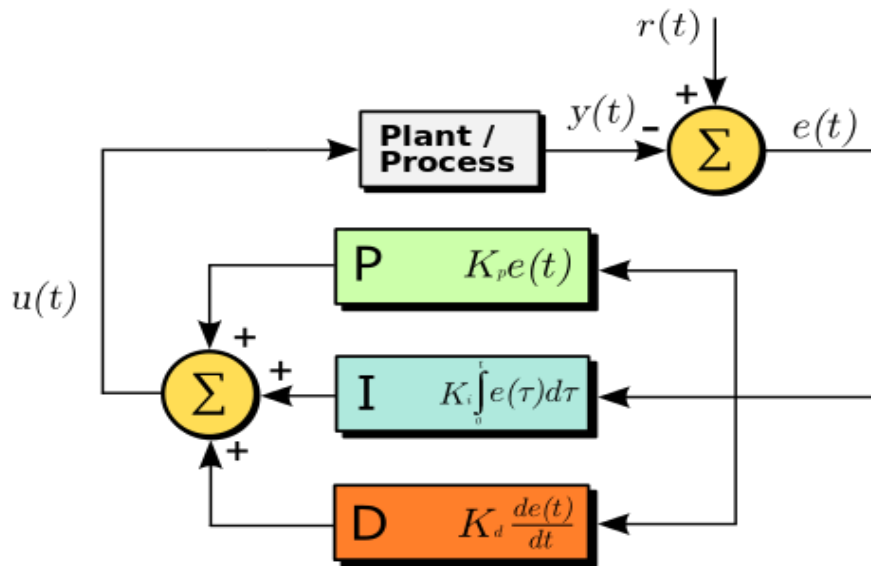 r(t)
+
Plant /
Process
y(t)
-
Σ
e(t)
P K_p e(t)
u(t)
+
+
Σ
I K_i ∫_0^t e(τ)dτ
+
D K_d de(t)/dt